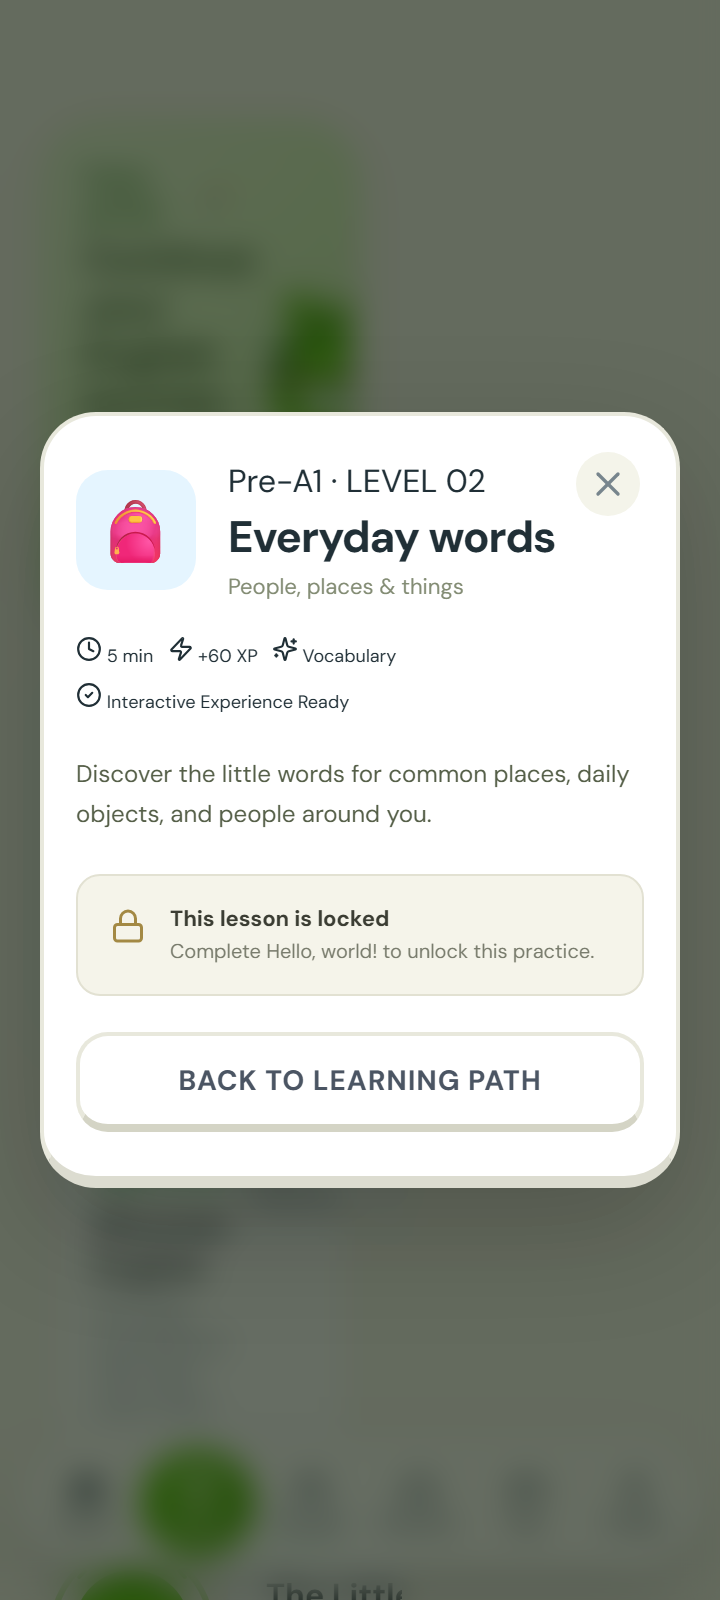 Pre-A1 · LEVEL 02
Everyday words
People, places & things
5 min +60 XP Vocabulary
Interactive Experience Ready
Discover the little words for common places, daily
objects, and people around you.
This lesson is locked
Complete Hello, world! to unlock this practice.
BACK TO LEARNING PATH
The Little